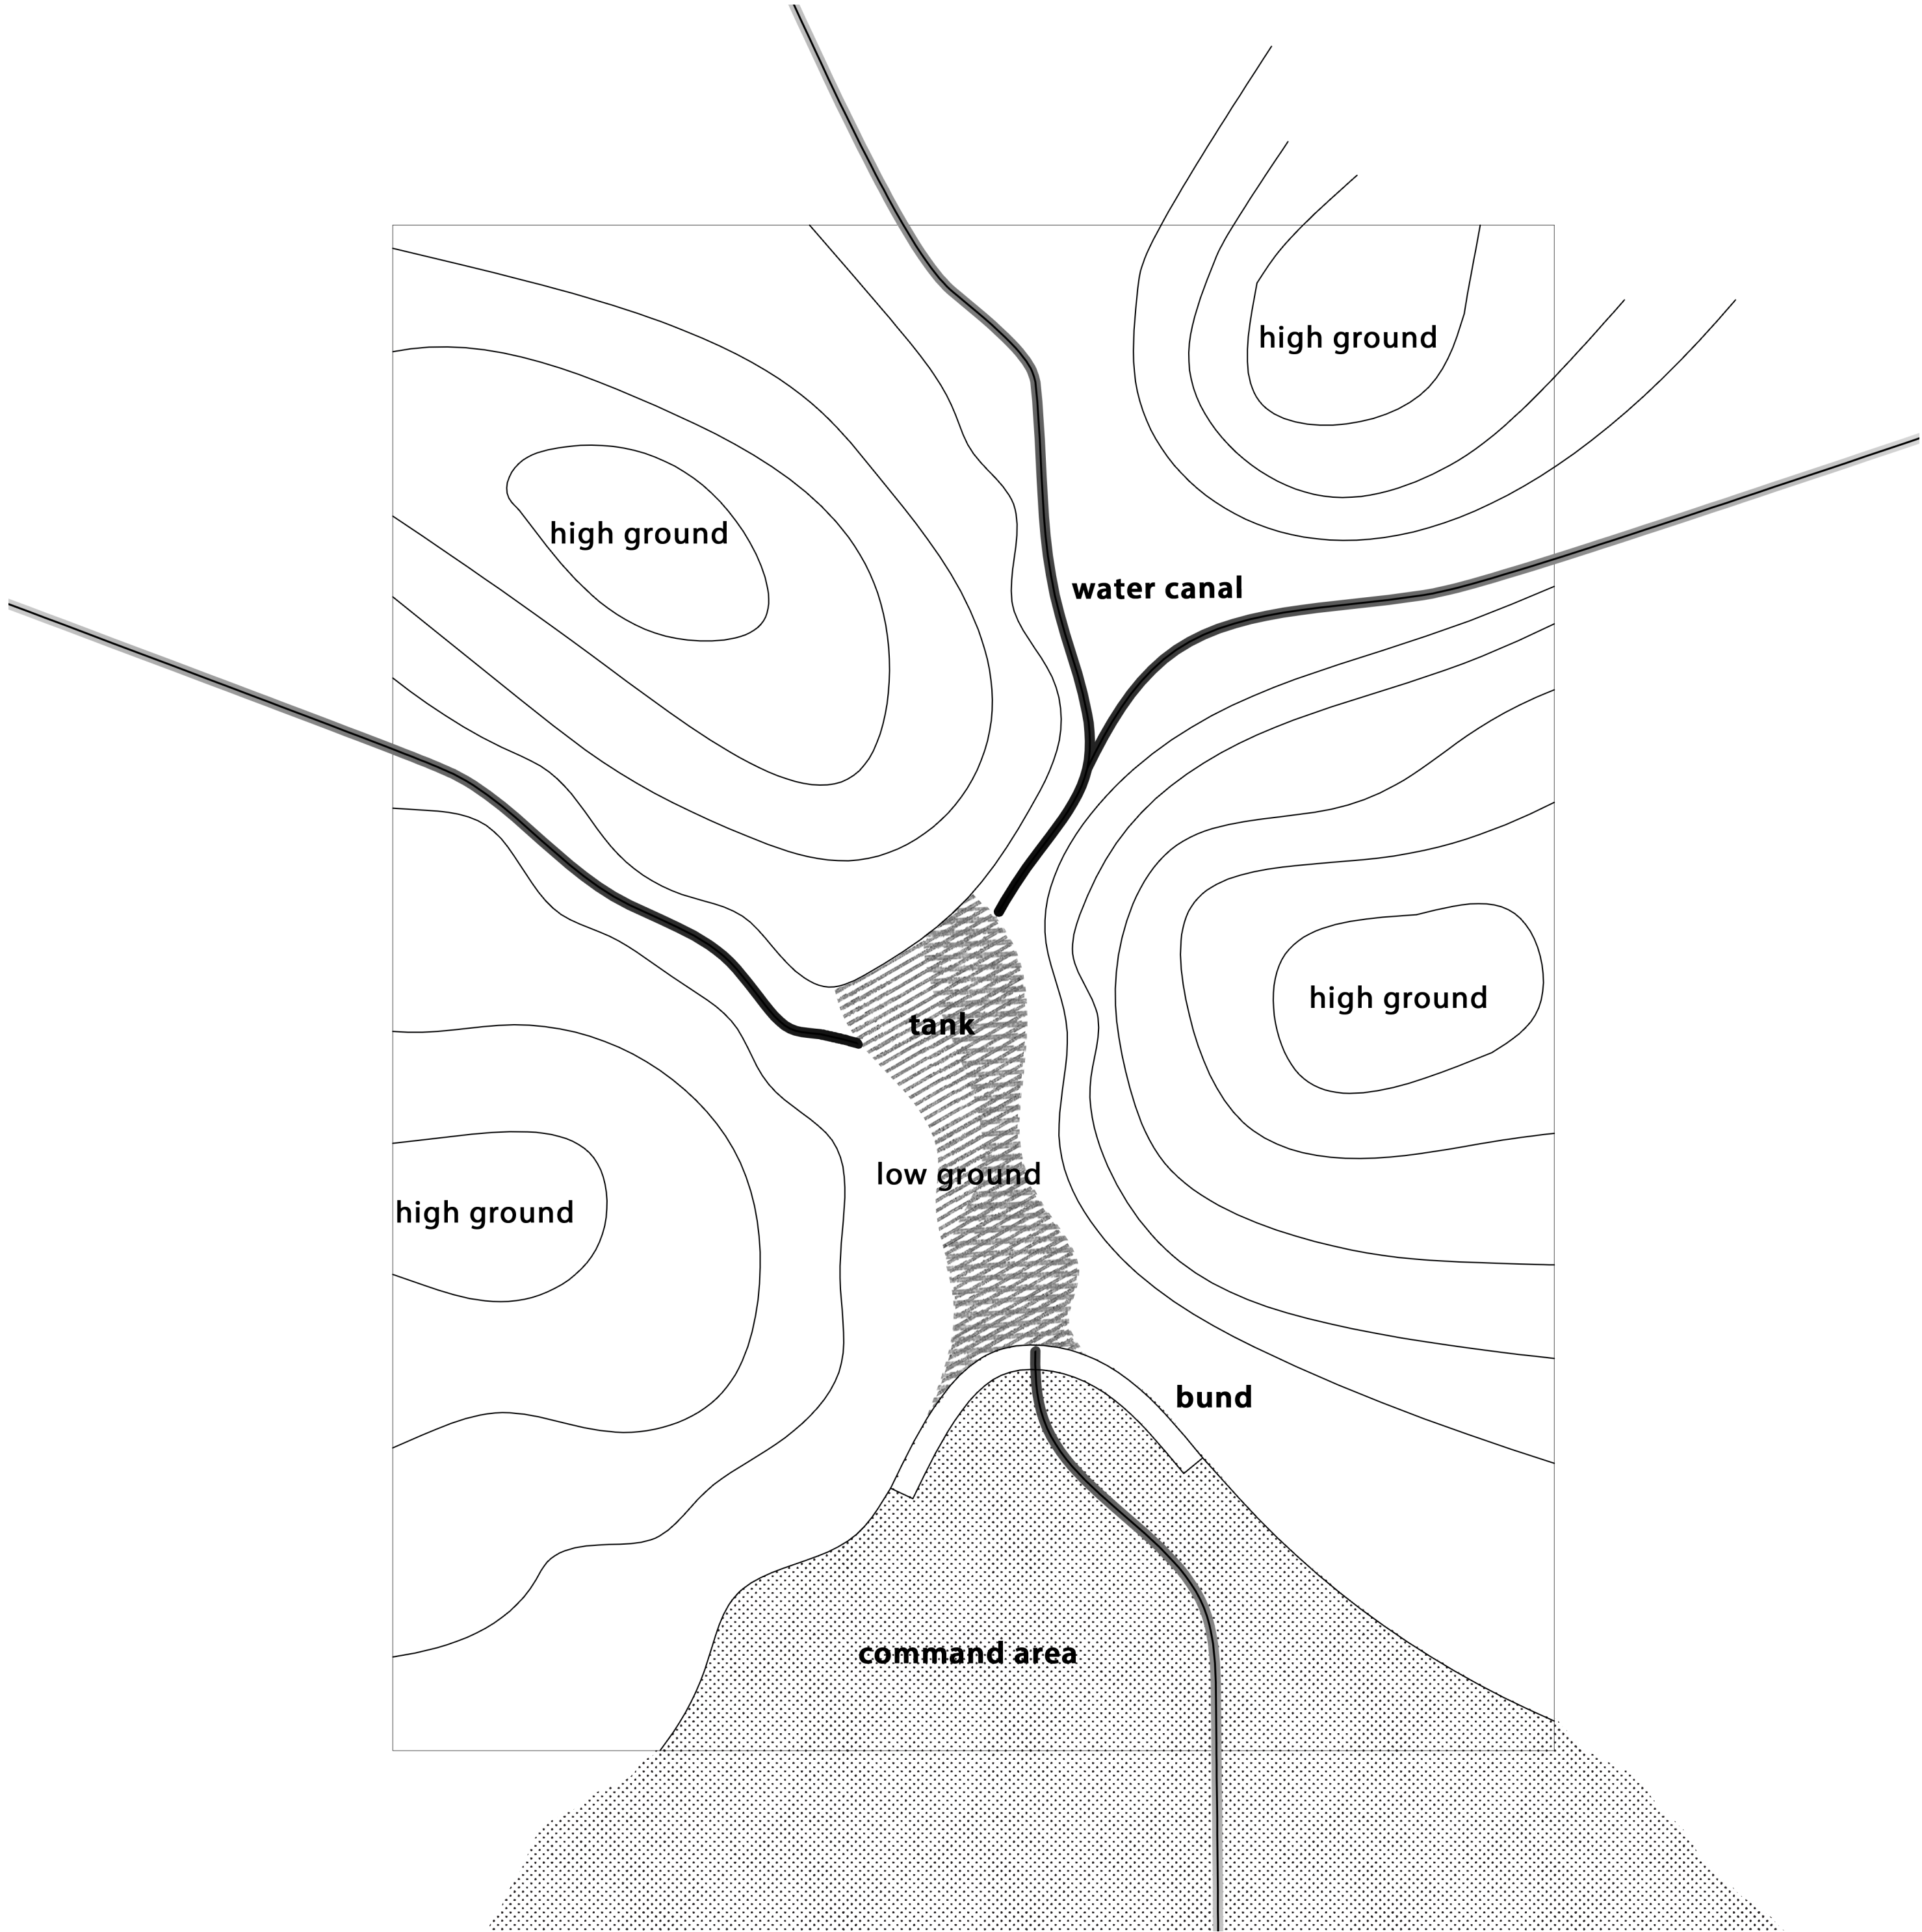 high ground
high ground
water canal
high ground
tank
low ground
high ground
bund
command area